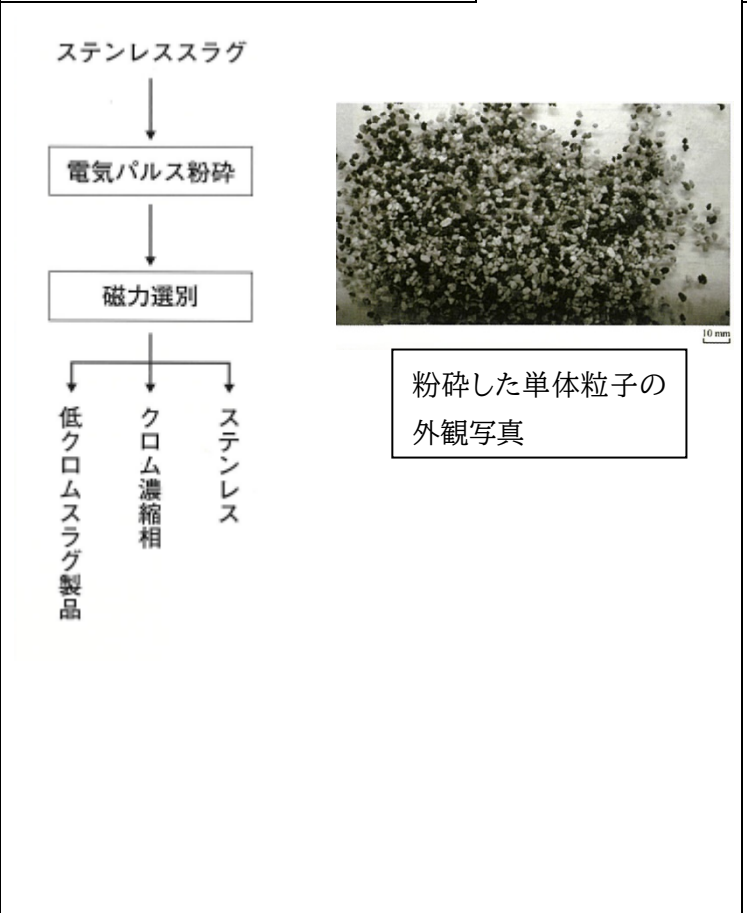 ステンレススラグ
電気パルス粉砕
磁力選別
低クロムスラグ製品
クロム濃縮相
ステンレス
10 mm
粉砕した単体粒子の
外観写真